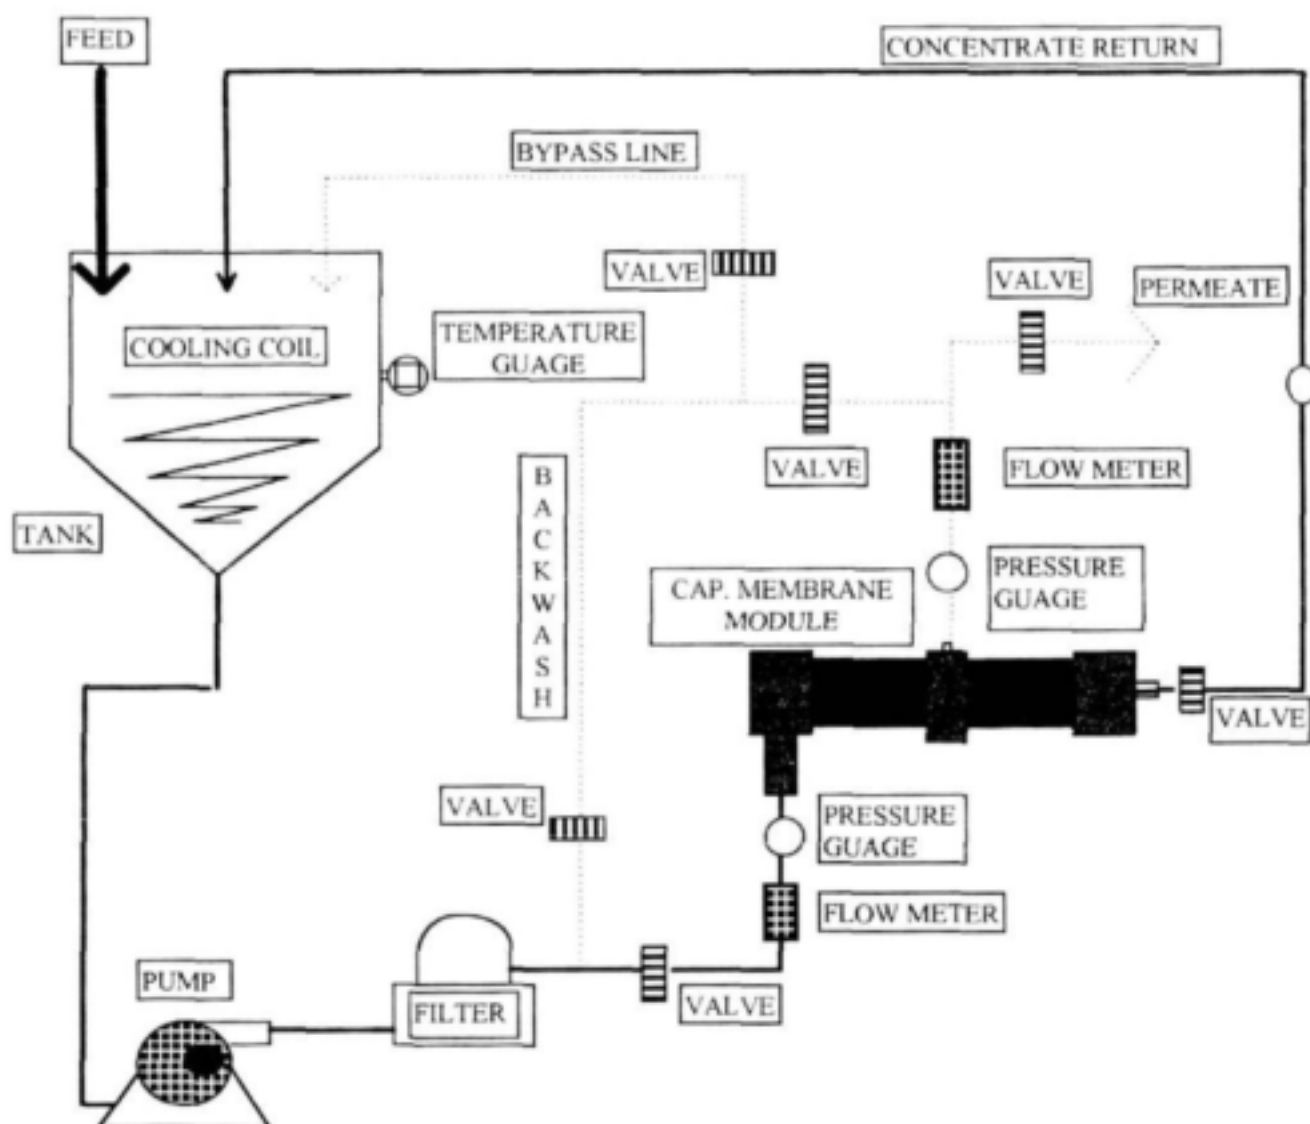 FEED
CONCENTRATE RETURN
BYPASS LINE
VALVE
VALVE
PERMEATE
COOLING COIL
TEMPERATURE
GUAGE
VALVE
FLOW METER
BACKWASH
TANK
CAP. MEMBRANE
MODULE
PRESSURE
GUAGE
VALVE
VALVE
PRESSURE
GUAGE
FLOW METER
PUMP
FILTER
VALVE